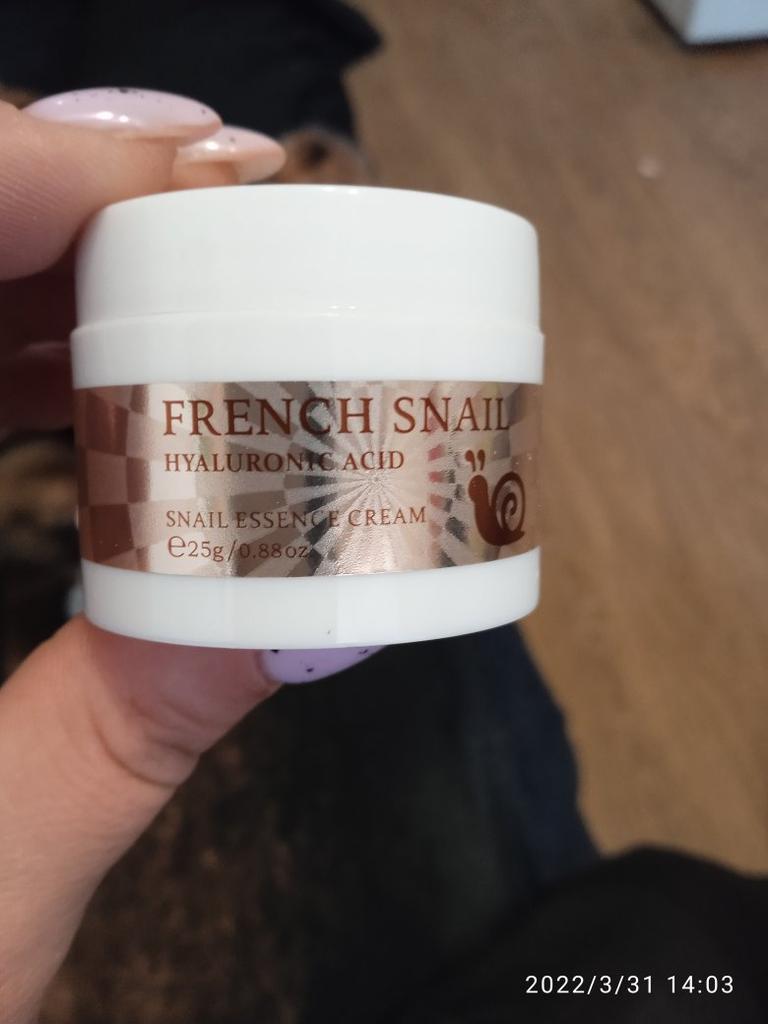 FRENCH SNAIL
HYALURONIC ACID
SNAIL ESSENCE CREAM
℮25g/0.88oz
2022/3/31 14:03